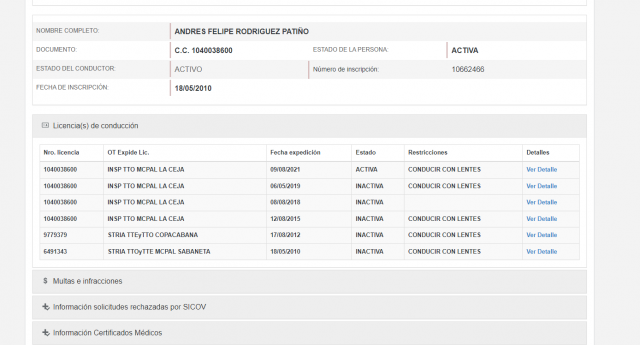 NOMBRE COMPLETO: ANDRES FELIPE RODRIGUEZ PATIÑO
DOCUMENTO: C.C. 1040038600 ESTADO DE LA PERSONA: ACTIVA
ESTADO DEL CONDUCTOR: ACTIVO Número de inscripción: 10662466
FECHA DE INSCRIPCIÓN: 18/05/2010
Licencia(s) de conducción
Nro. licencia OT Expide Lic. Fecha expedición Estado Restricciones Detalles
1040038600 INSP TTO MCPAL LA CEJA 09/08/2021 ACTIVA CONDUCIR CON LENTES Ver Detalle
1040038600 INSP TTO MCPAL LA CEJA 06/05/2019 INACTIVA CONDUCIR CON LENTES Ver Detalle
1040038600 INSP TTO MCPAL LA CEJA 08/08/2018 INACTIVA Ver Detalle
1040038600 INSP TTO MCPAL LA CEJA 12/08/2015 INACTIVA CONDUCIR CON LENTES Ver Detalle
9779379 STRIA TTEyTTO COPACABANA 17/08/2012 INACTIVA CONDUCIR CON LENTES Ver Detalle
6491343 STRIA TTOyTTE MCPAL SABANETA 18/05/2010 INACTIVA CONDUCIR CON LENTES Ver Detalle
$ Multas e infracciones
Información solicitudes rechazadas por SICOV
Información Certificados Médicos